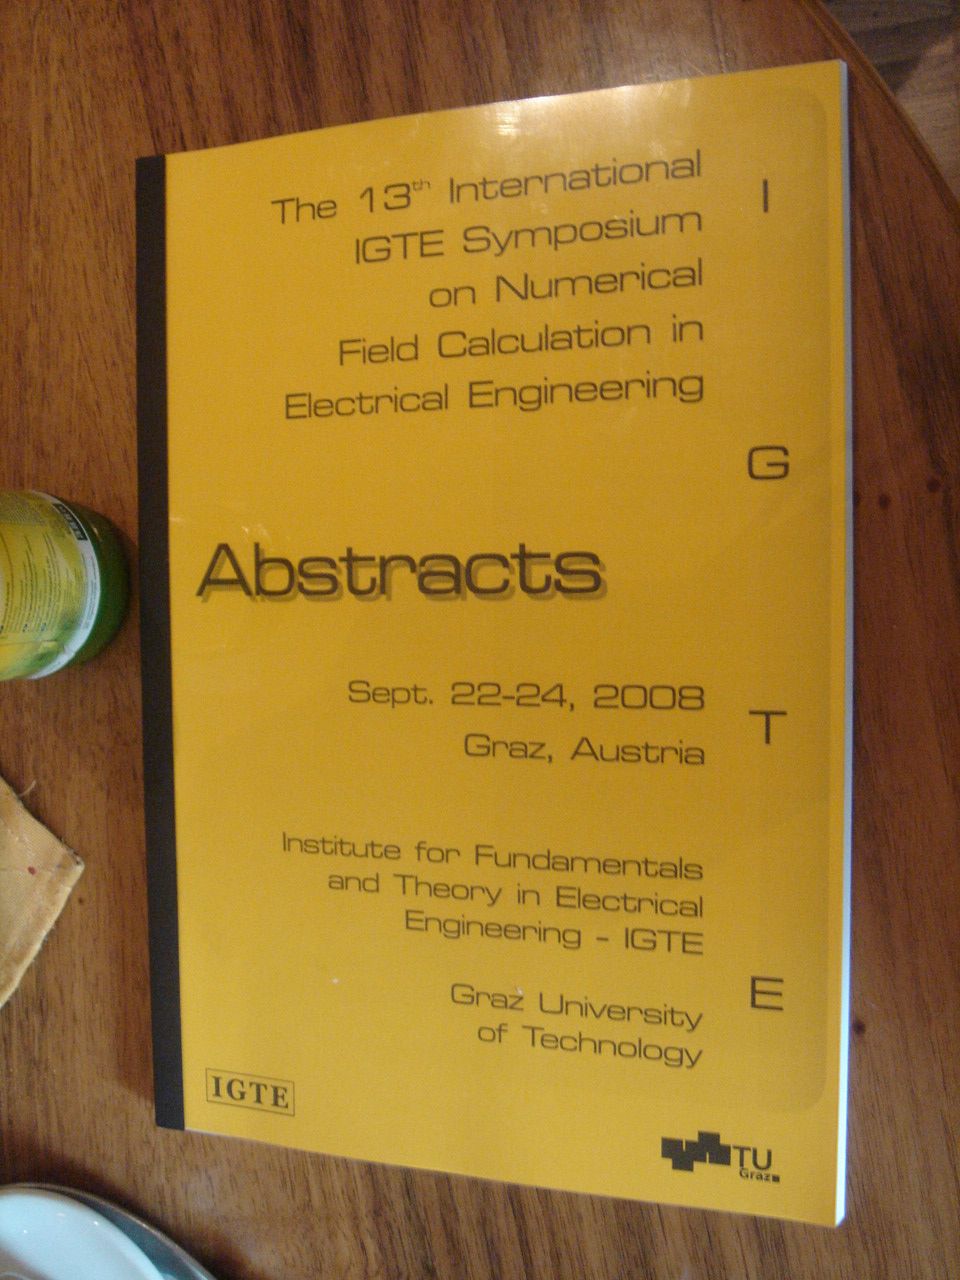 The 13th International
IGTE Symposium
on Numerical
Field Calculation in
Electrical Engineering
I
G
T
E
Abstracts
Sept. 22-24, 2008
Graz, Austria
Institute for Fundamentals
and Theory in Electrical
Engineering - IGTE
Graz University
of Technology
IGTE
TU
Graz